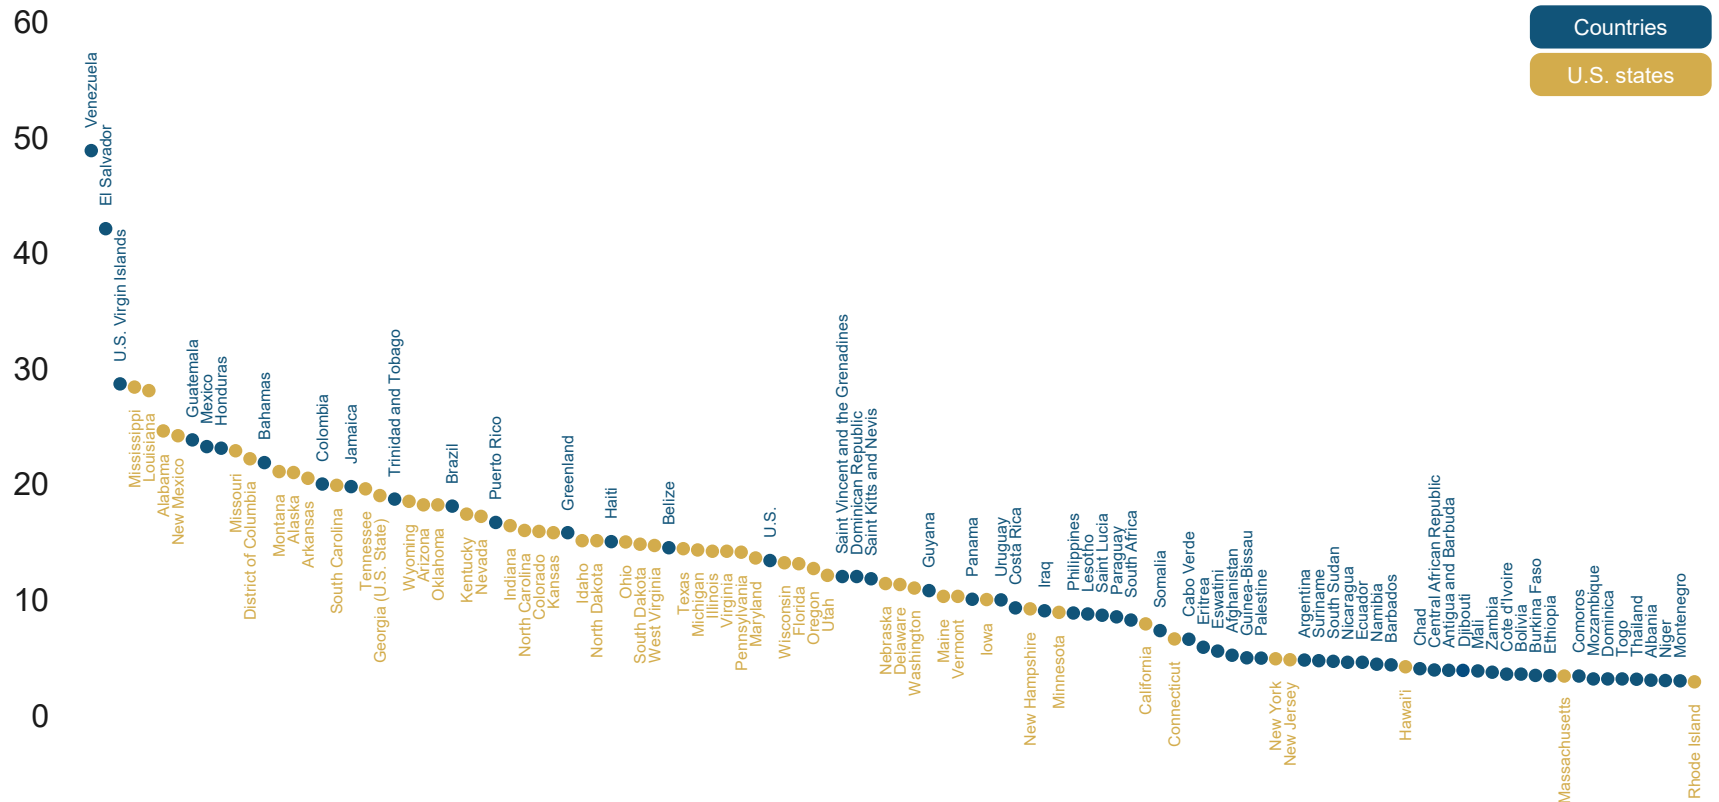 60
50
40
30
20
10
0
Countries
U.S. states
Venezuela
El Salvador
U.S. Virgin Islands
Mississippi
Louisiana
Alabama
New Mexico
Guatemala
Mexico
Honduras
Missouri
District of Columbia
Bahamas
Montana
Alaska
Arkansas
Colombia
South Carolina
Jamaica
Tennessee
Georgia (U.S. State)
Trinidad and Tobago
Wyoming
Arizona
Oklahoma
Brazil
Kentucky
Nevada
Puerto Rico
Indiana
North Carolina
Colorado
Kansas
Greenland
Idaho
North Dakota
Haiti
Ohio
South Dakota
West Virginia
Belize
Texas
Michigan
Illinois
Virginia
Pennsylvania
Maryland
U.S.
Wisconsin
Florida
Oregon
Utah
Saint Vincent and the Grenadines
Dominican Republic
Saint Kitts and Nevis
Nebraska
Delaware
Washington
Guyana
Maine
Vermont
Panama
Iowa
Uruguay
Costa Rica
New Hampshire
Iraq
Minnesota
Philippines
Lesotho
Saint Lucia
Paraguay
South Africa
California
Somalia
Connecticut
Cabo Verde
Eritrea
Eswatini
Afghanistan
Guinea-Bissau
Palestine
New York
New Jersey
Argentina
Suriname
South Sudan
Nicaragua
Ecuador
Namibia
Barbados
Hawai'i
Chad
Central African Republic
Antigua and Barbuda
Djibouti
Mali
Zambia
Cote d'Ivoire
Bolivia
Burkina Faso
Ethiopia
Massachusetts
Comoros
Mozambique
Dominica
Togo
Thailand
Albania
Niger
Montenegro
Rhode Island